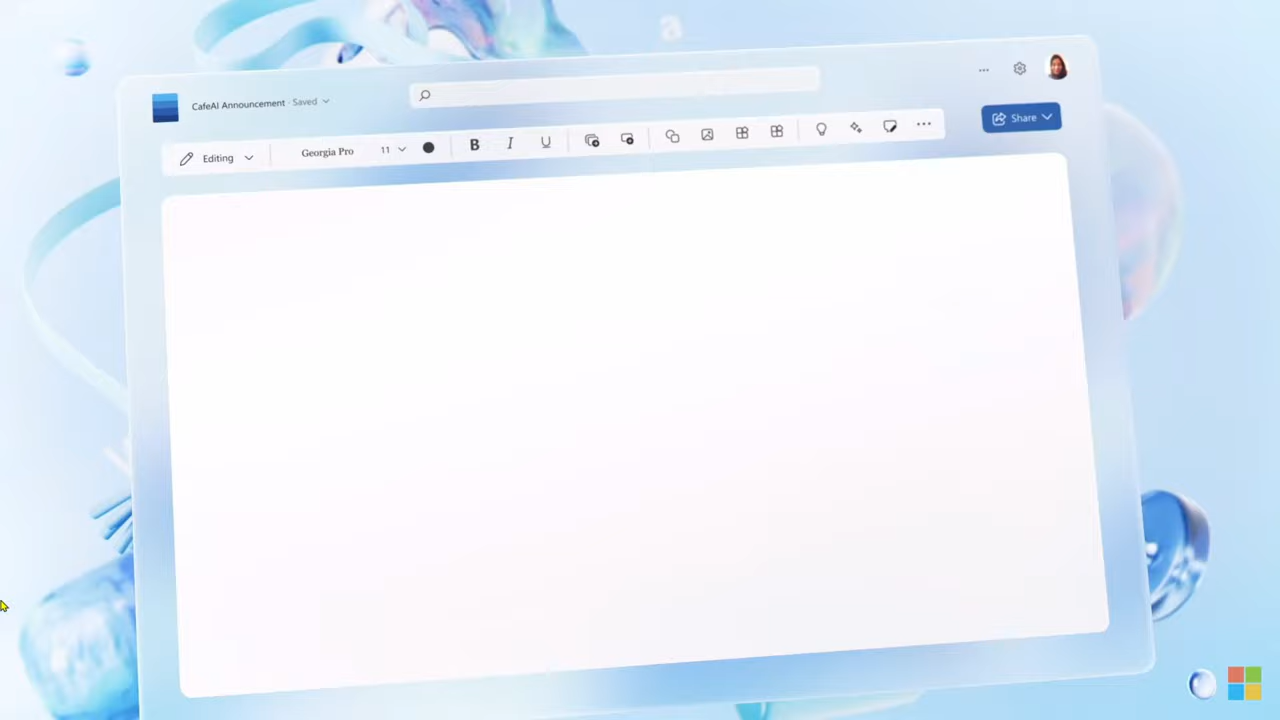 a
CafeAI Announcement · Saved
Editing
Georgia Pro
11
B I U
Share